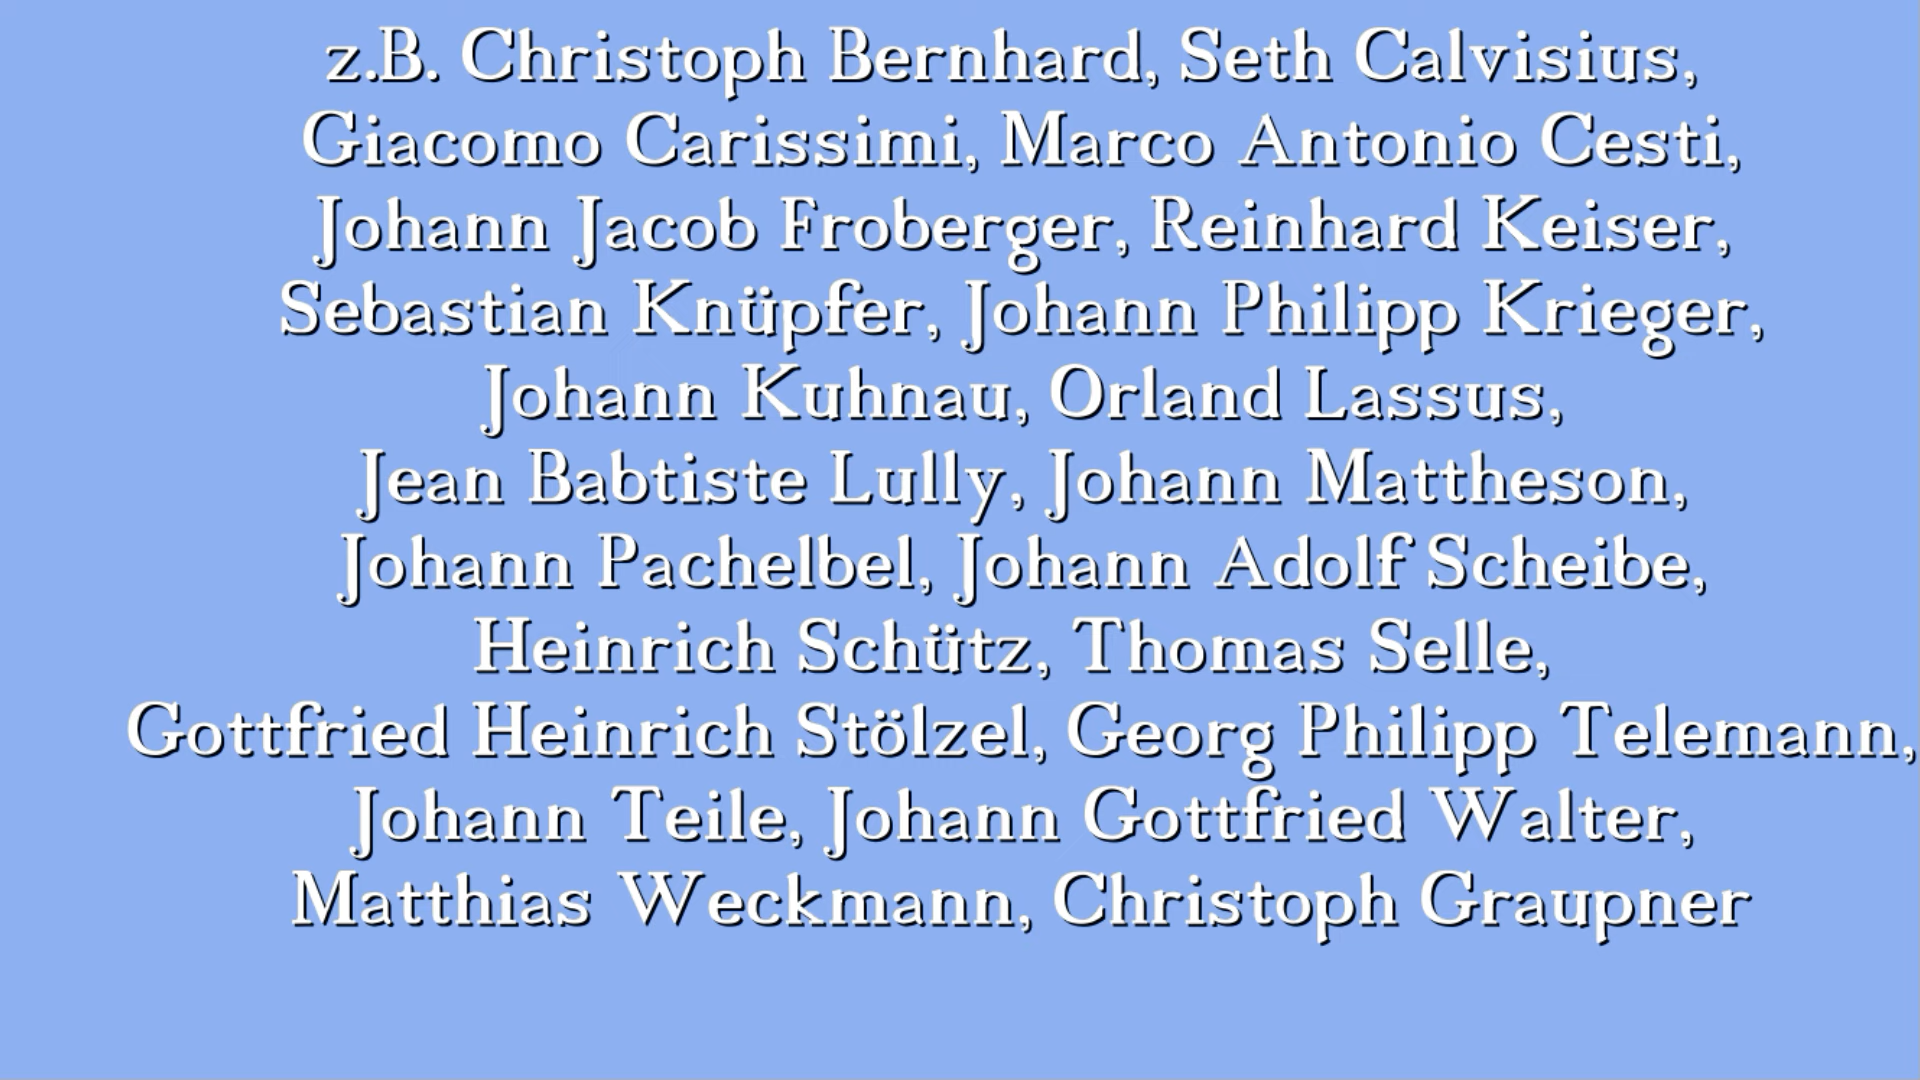 z.B. Christoph Bernhard, Seth Calvisius,
Giacomo Carissimi, Marco Antonio Cesti,
Johann Jacob Froberger, Reinhard Keiser,
Sebastian Knüpfer, Johann Philipp Krieger,
Johann Kuhnau, Orland Lassus,
Jean Babtiste Lully, Johann Mattheson,
Johann Pachelbel, Johann Adolf Scheibe,
Heinrich Schütz, Thomas Selle,
Gottfried Heinrich Stölzel, Georg Philipp Telemann,
Johann Teile, Johann Gottfried Walter,
Matthias Weckmann, Christoph Graupner